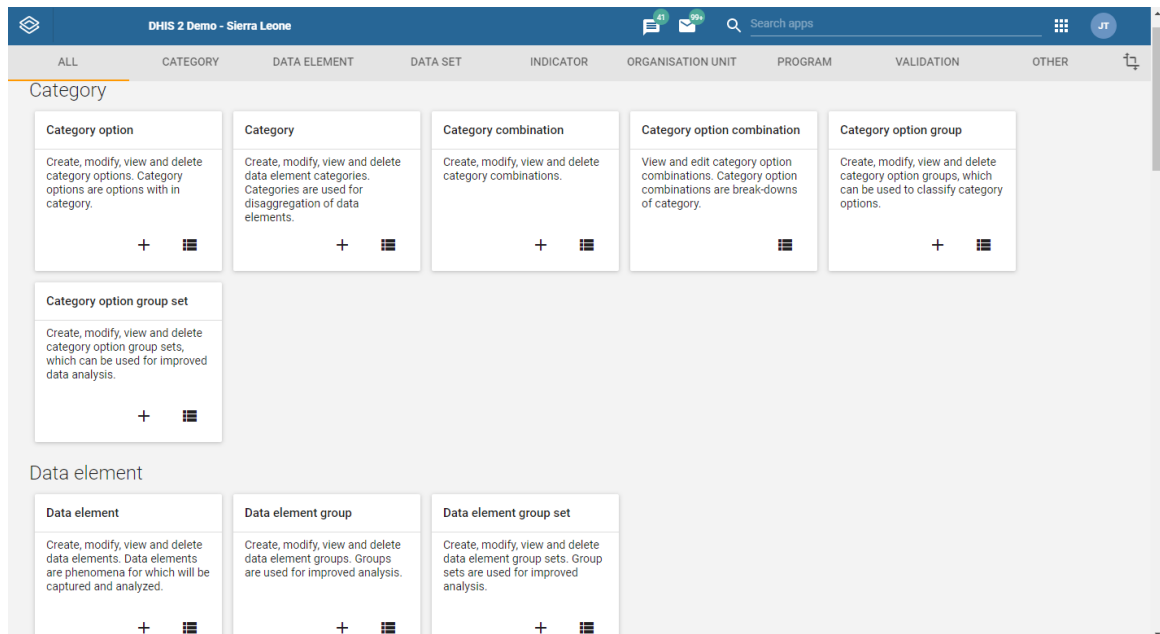 DHIS 2 Demo - Sierra Leone
41
99+
Search apps
JT
ALL
CATEGORY
DATA ELEMENT
DATA SET
INDICATOR
ORGANISATION UNIT
PROGRAM
VALIDATION
OTHER
Category
Category option
Create, modify, view and delete
category options. Category
options are options with in
category.
Category
Create, modify, view and delete
data element categories.
Categories are used for
disaggregation of data
elements.
Category combination
Create, modify, view and delete
category combinations.
Category option combination
View and edit category option
combinations. Category option
combinations are break-downs
of category.
Category option group
Create, modify, view and delete
category option groups, which
can be used to classify category
options.
Category option group set
Create, modify, view and delete
category option group sets,
which can be used for improved
data analysis.
Data element
Data element
Create, modify, view and delete
data elements. Data elements
are phenomena for which will be
captured and analyzed.
Data element group
Create, modify, view and delete
data element groups. Groups
are used for improved analysis.
Data element group set
Create, modify, view and delete
data element group sets. Group
sets are used for improved
analysis.